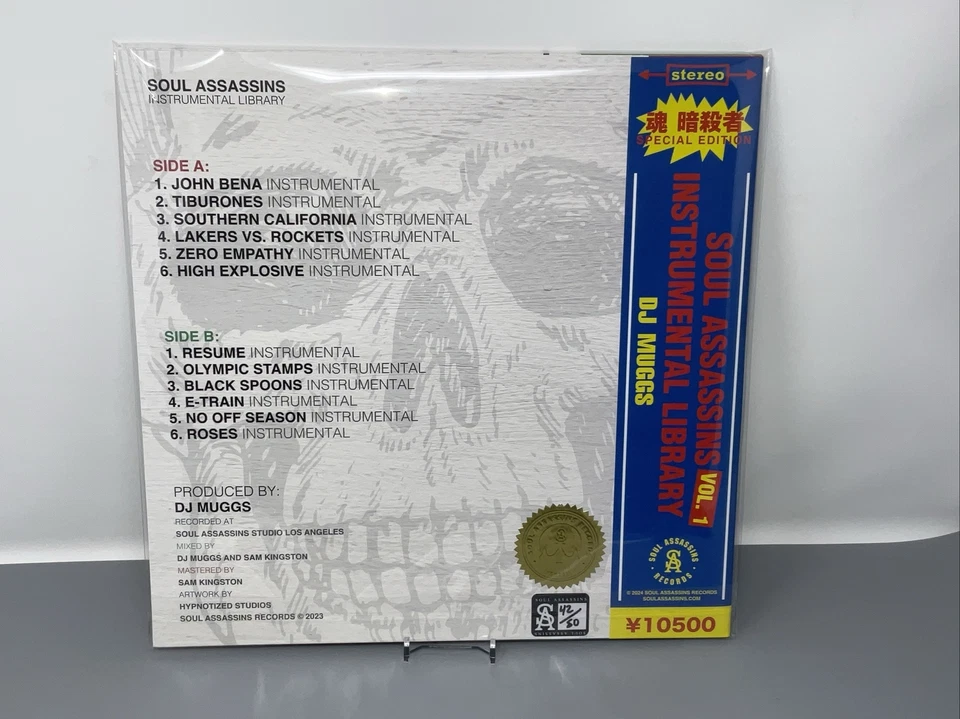 SOUL ASSASSINS
INSTRUMENTAL LIBRARY
SIDE A:
1. JOHN BENA INSTRUMENTAL
2. TIBURONES INSTRUMENTAL
3. SOUTHERN CALIFORNIA INSTRUMENTAL
4. LAKERS VS. ROCKETS INSTRUMENTAL
5. ZERO EMPATHY INSTRUMENTAL
6. HIGH EXPLOSIVE INSTRUMENTAL
SIDE B:
1. RESUME INSTRUMENTAL
2. OLYMPIC STAMPS INSTRUMENTAL
3. BLACK SPOONS INSTRUMENTAL
4. E-TRAIN INSTRUMENTAL
5. NO OFF SEASON INSTRUMENTAL
6. ROSES INSTRUMENTAL
PRODUCED BY:
DJ MUGGS
RECORDED AT
SOUL ASSASSINS STUDIO LOS ANGELES
MIXED BY
DJ MUGGS AND SAM KINGSTON
MASTERED BY
SAM KINGSTON
ARTWORK BY
HYPNOTIZED STUDIOS
SOUL ASSASSINS RECORDS © 2023
SOUL ASSASSINS
SA
42/50
stereo
魂 暗殺者
SPECIAL EDITION
SOUL ASSASSINS VOL. 1
INSTRUMENTAL LIBRARY
DJ MUGGS
SOUL ASSASSINS
SA
RECORDS
© 2024 SOUL ASSASSINS RECORDS
SOULASSASSINS.COM
¥10500